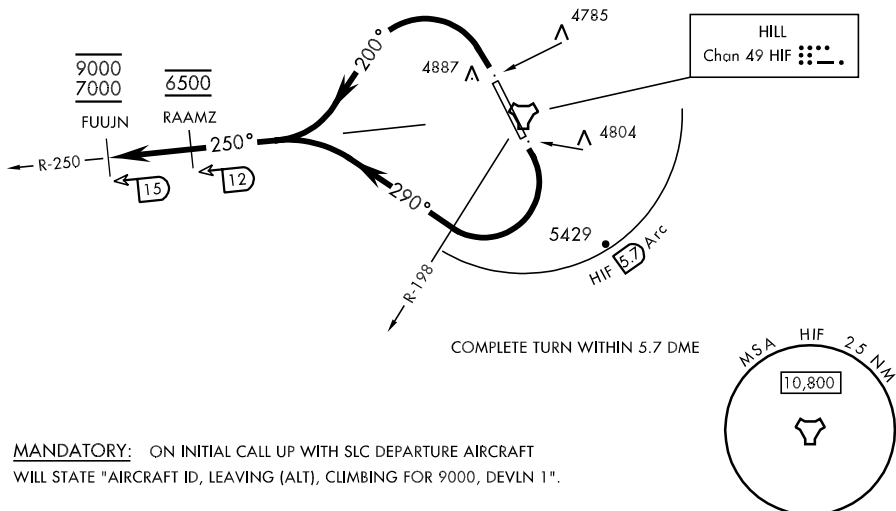 4785
HILL
Chan 49 HIF
4887
200°
9000
7000
6500
FUUJN
RAAMZ
250°
4804
R-250
15
12
290°
5429
HIF 5.7 Arc
R-198
COMPLETE TURN WITHIN 5.7 DME
MSA HIF 25 NM
10,800
MANDATORY: ON INITIAL CALL UP WITH SLC DEPARTURE AIRCRAFT
WILL STATE "AIRCRAFT ID, LEAVING (ALT), CLIMBING FOR 9000, DEVLN 1".